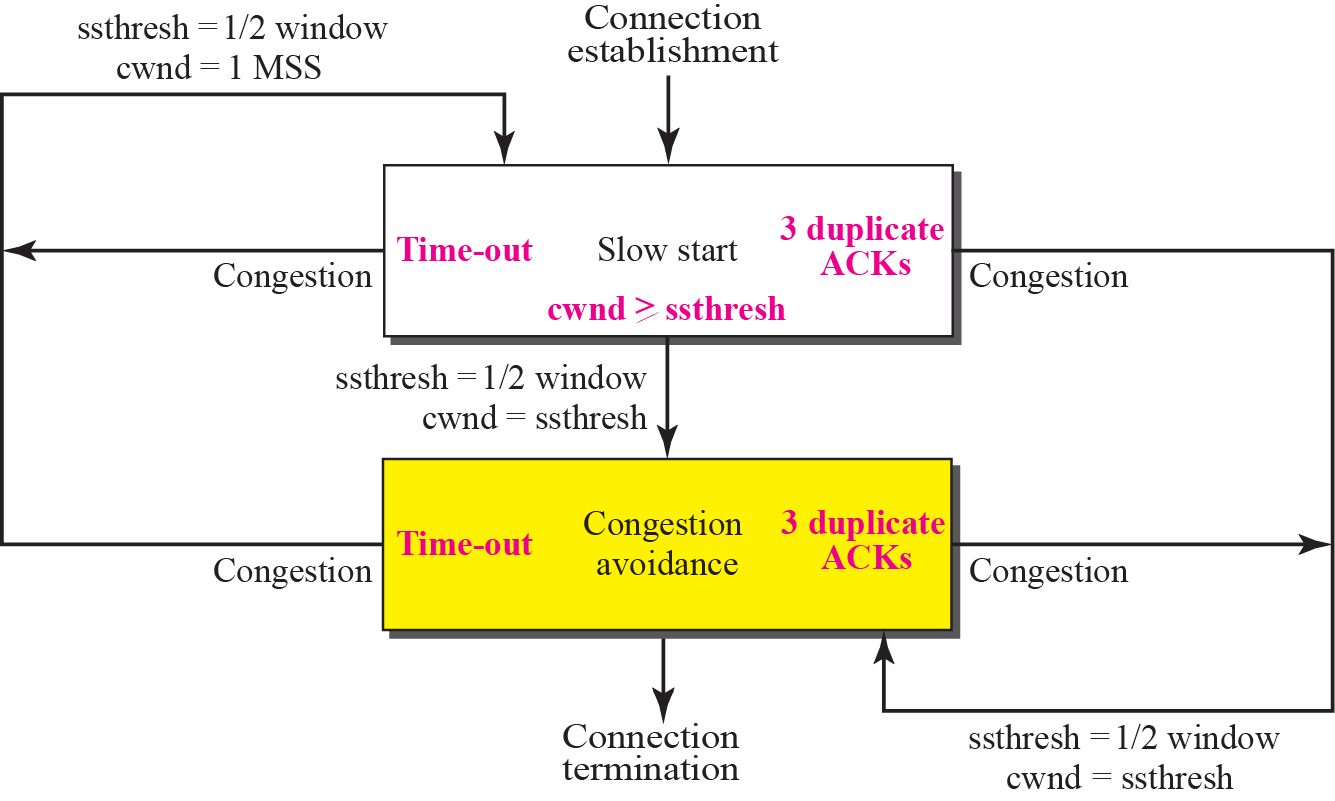 ssthresh = 1/2 window
cwnd = 1 MSS
Connection
establishment
Time-out
Slow start
3 duplicate
ACKs
Congestion
Congestion
cwnd ≥ ssthresh
ssthresh = 1/2 window
cwnd = ssthresh
Time-out
Congestion
avoidance
3 duplicate
ACKs
Congestion
Congestion
Connection
termination
ssthresh = 1/2 window
cwnd = ssthresh